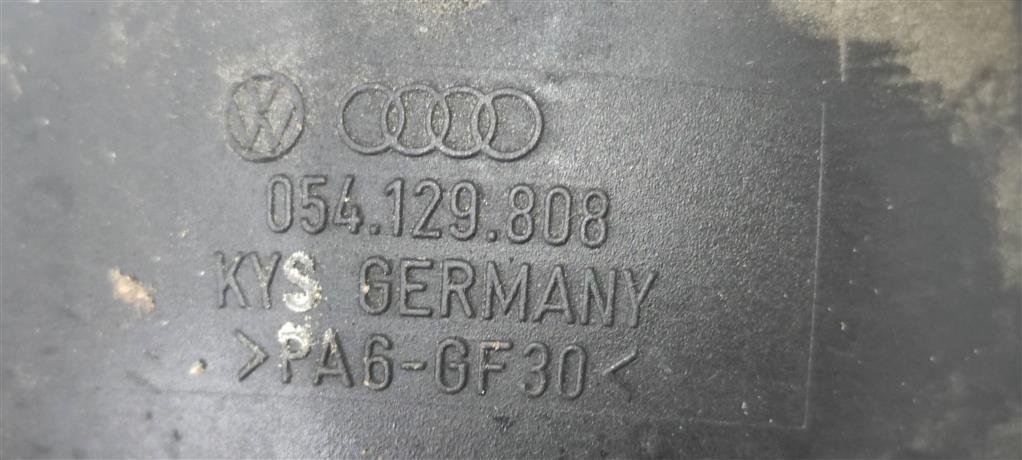 054.129.808
KYS GERMANY
>PA6-GF30<